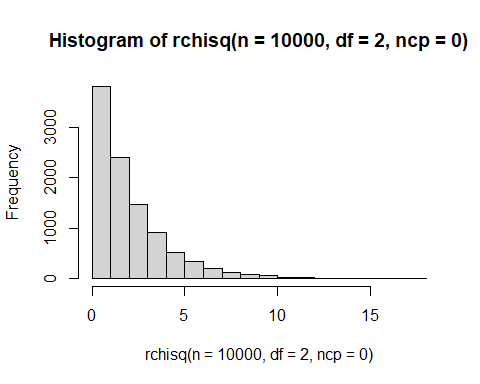 Histogram of rchisq(n = 10000, df = 2, ncp = 0)
Frequency
3000
2000
1000
0
0 5 10 15
rchisq(n = 10000, df = 2, ncp = 0)